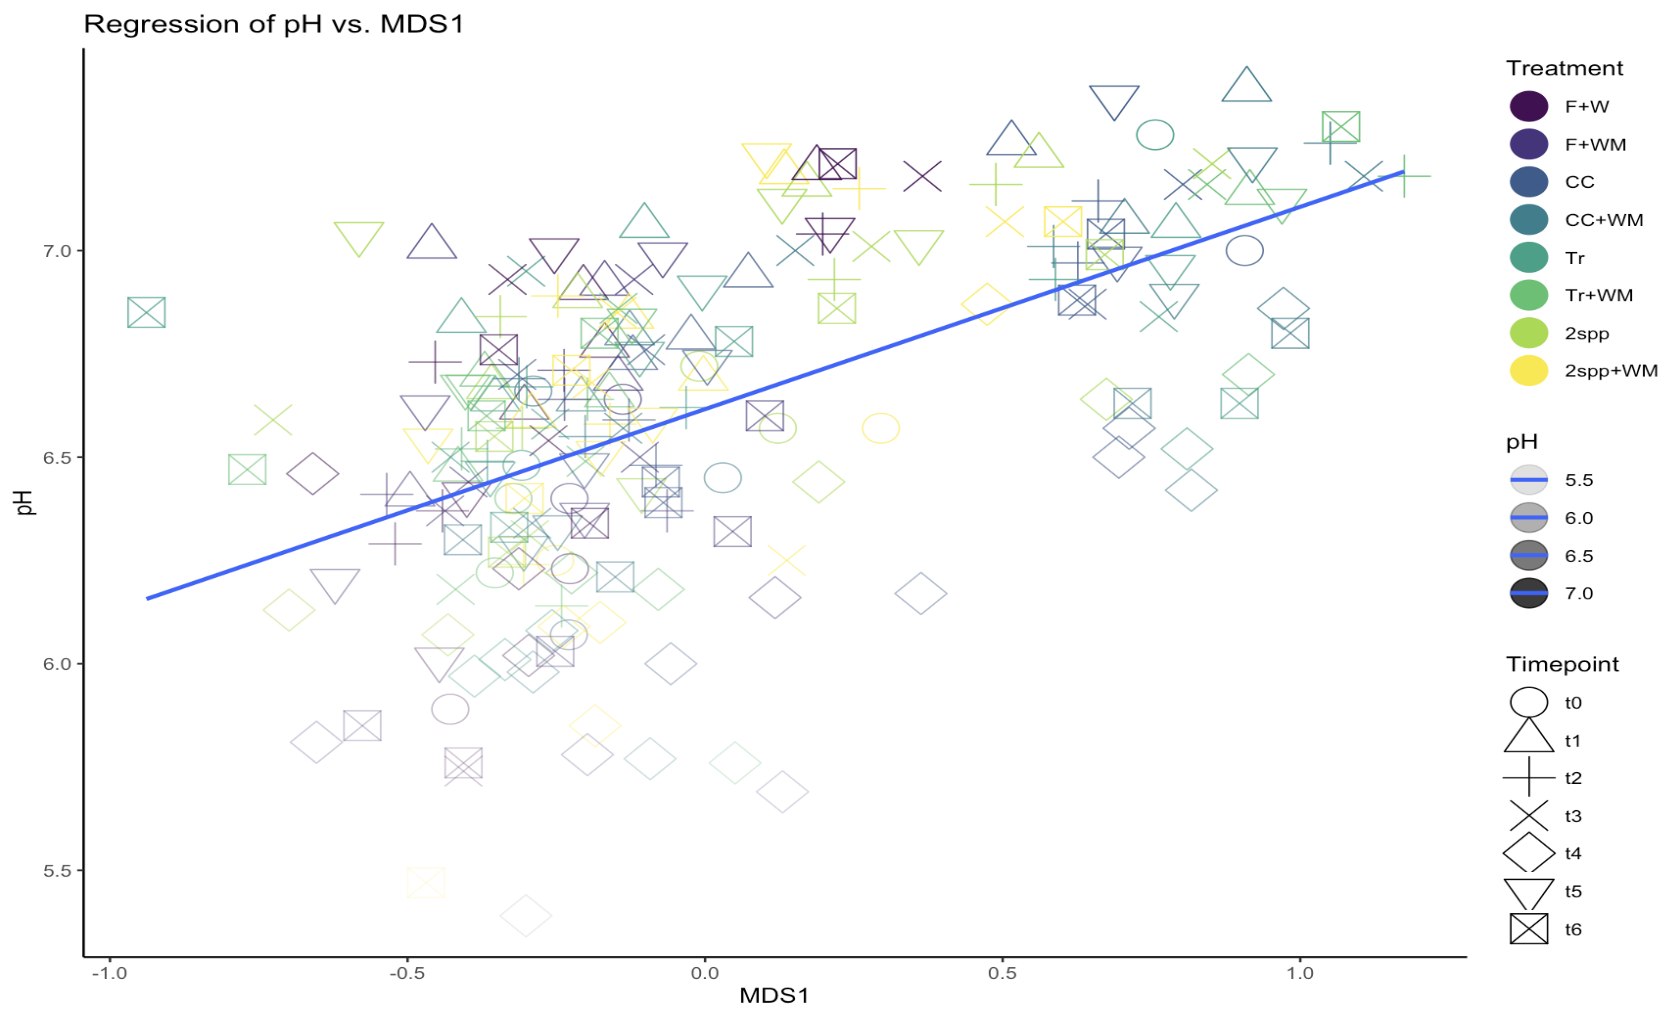 Regression of pH vs. MDS1
pH
7.0
6.5
6.0
5.5
-1.0
-0.5
0.0
0.5
1.0
MDS1
Treatment
F+W
F+WM
CC
CC+WM
Tr
Tr+WM
2spp
2spp+WM
pH
5.5
6.0
6.5
7.0
Timepoint
t0
t1
t2
t3
t4
t5
t6